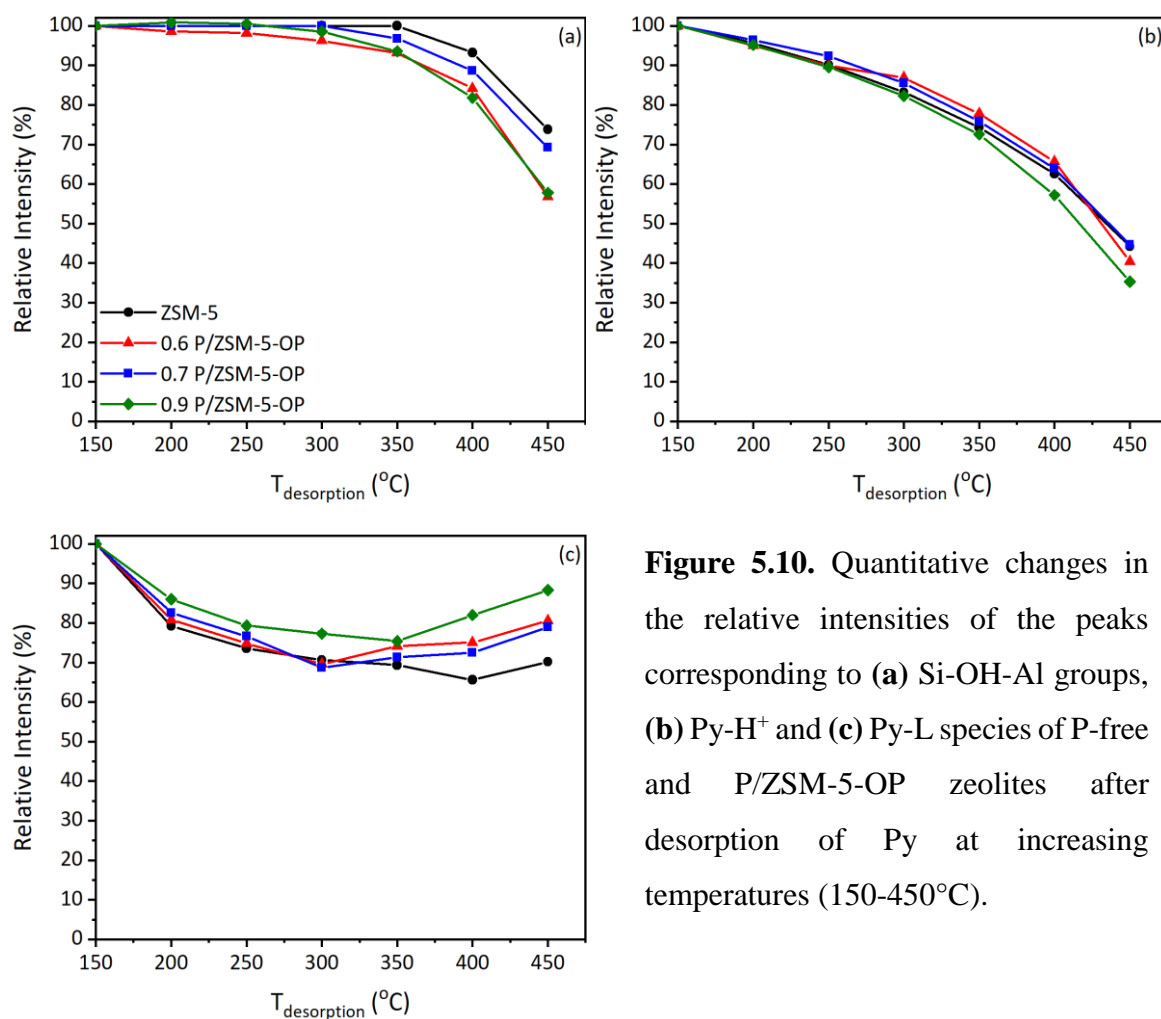 100
90
80
70
60
50
40
30
20
10
0
Relative Intensity (%)
(a)
ZSM-5
0.6 P/ZSM-5-OP
0.7 P/ZSM-5-OP
0.9 P/ZSM-5-OP
150 200 250 300 350 400 450
Tdesorption (°C)
100
90
80
70
60
50
40
30
20
10
0
Relative Intensity (%)
(b)
150 200 250 300 350 400 450
Tdesorption (°C)
100
90
80
70
60
50
40
30
20
10
0
Relative Intensity (%)
(c)
150 200 250 300 350 400 450
Tdesorption (°C)
Figure 5.10. Quantitative changes in
the relative intensities of the peaks
corresponding to (a) Si-OH-Al groups,
(b) Py-H+ and (c) Py-L species of P-free
and P/ZSM-5-OP zeolites after
desorption of Py at increasing
temperatures (150-450°C).